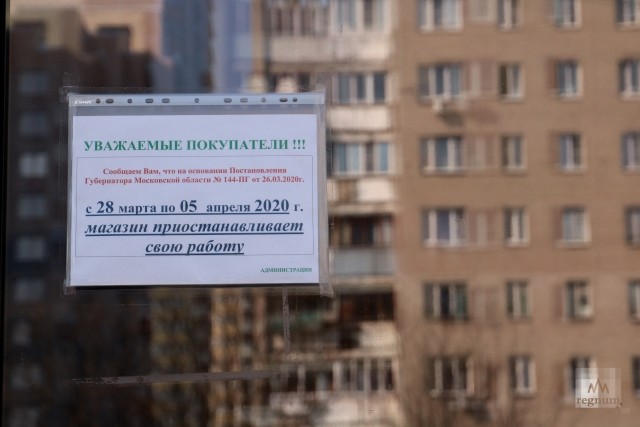 УВАЖАЕМЫЕ ПОКУПАТЕЛИ !!!
Сообщаем Вам, что на основании Постановления
Губернатора Московской области № 144-ПГ от 26.03.2020г.
с 28 марта по 05 апреля 2020 г.
магазин приостанавливает
свою работу
АДМИНИСТРАЦИЯ
regnum